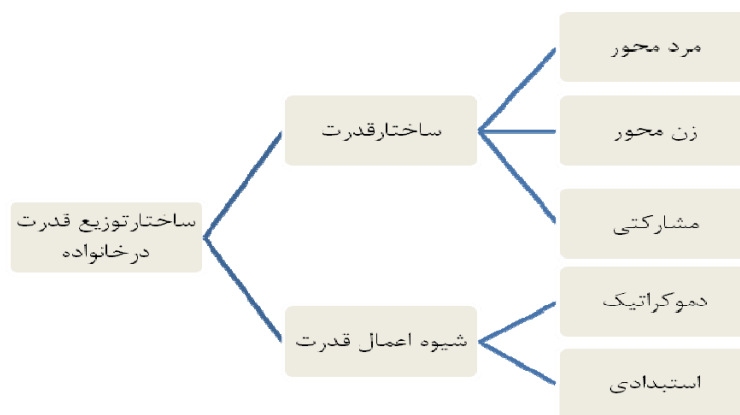 ساختارتوزیع قدرت
درخانواده
ساختارقدرت
شیوه اعمال قدرت
مرد محور
زن محور
مشارکتی
دموکراتیک
استبدادی